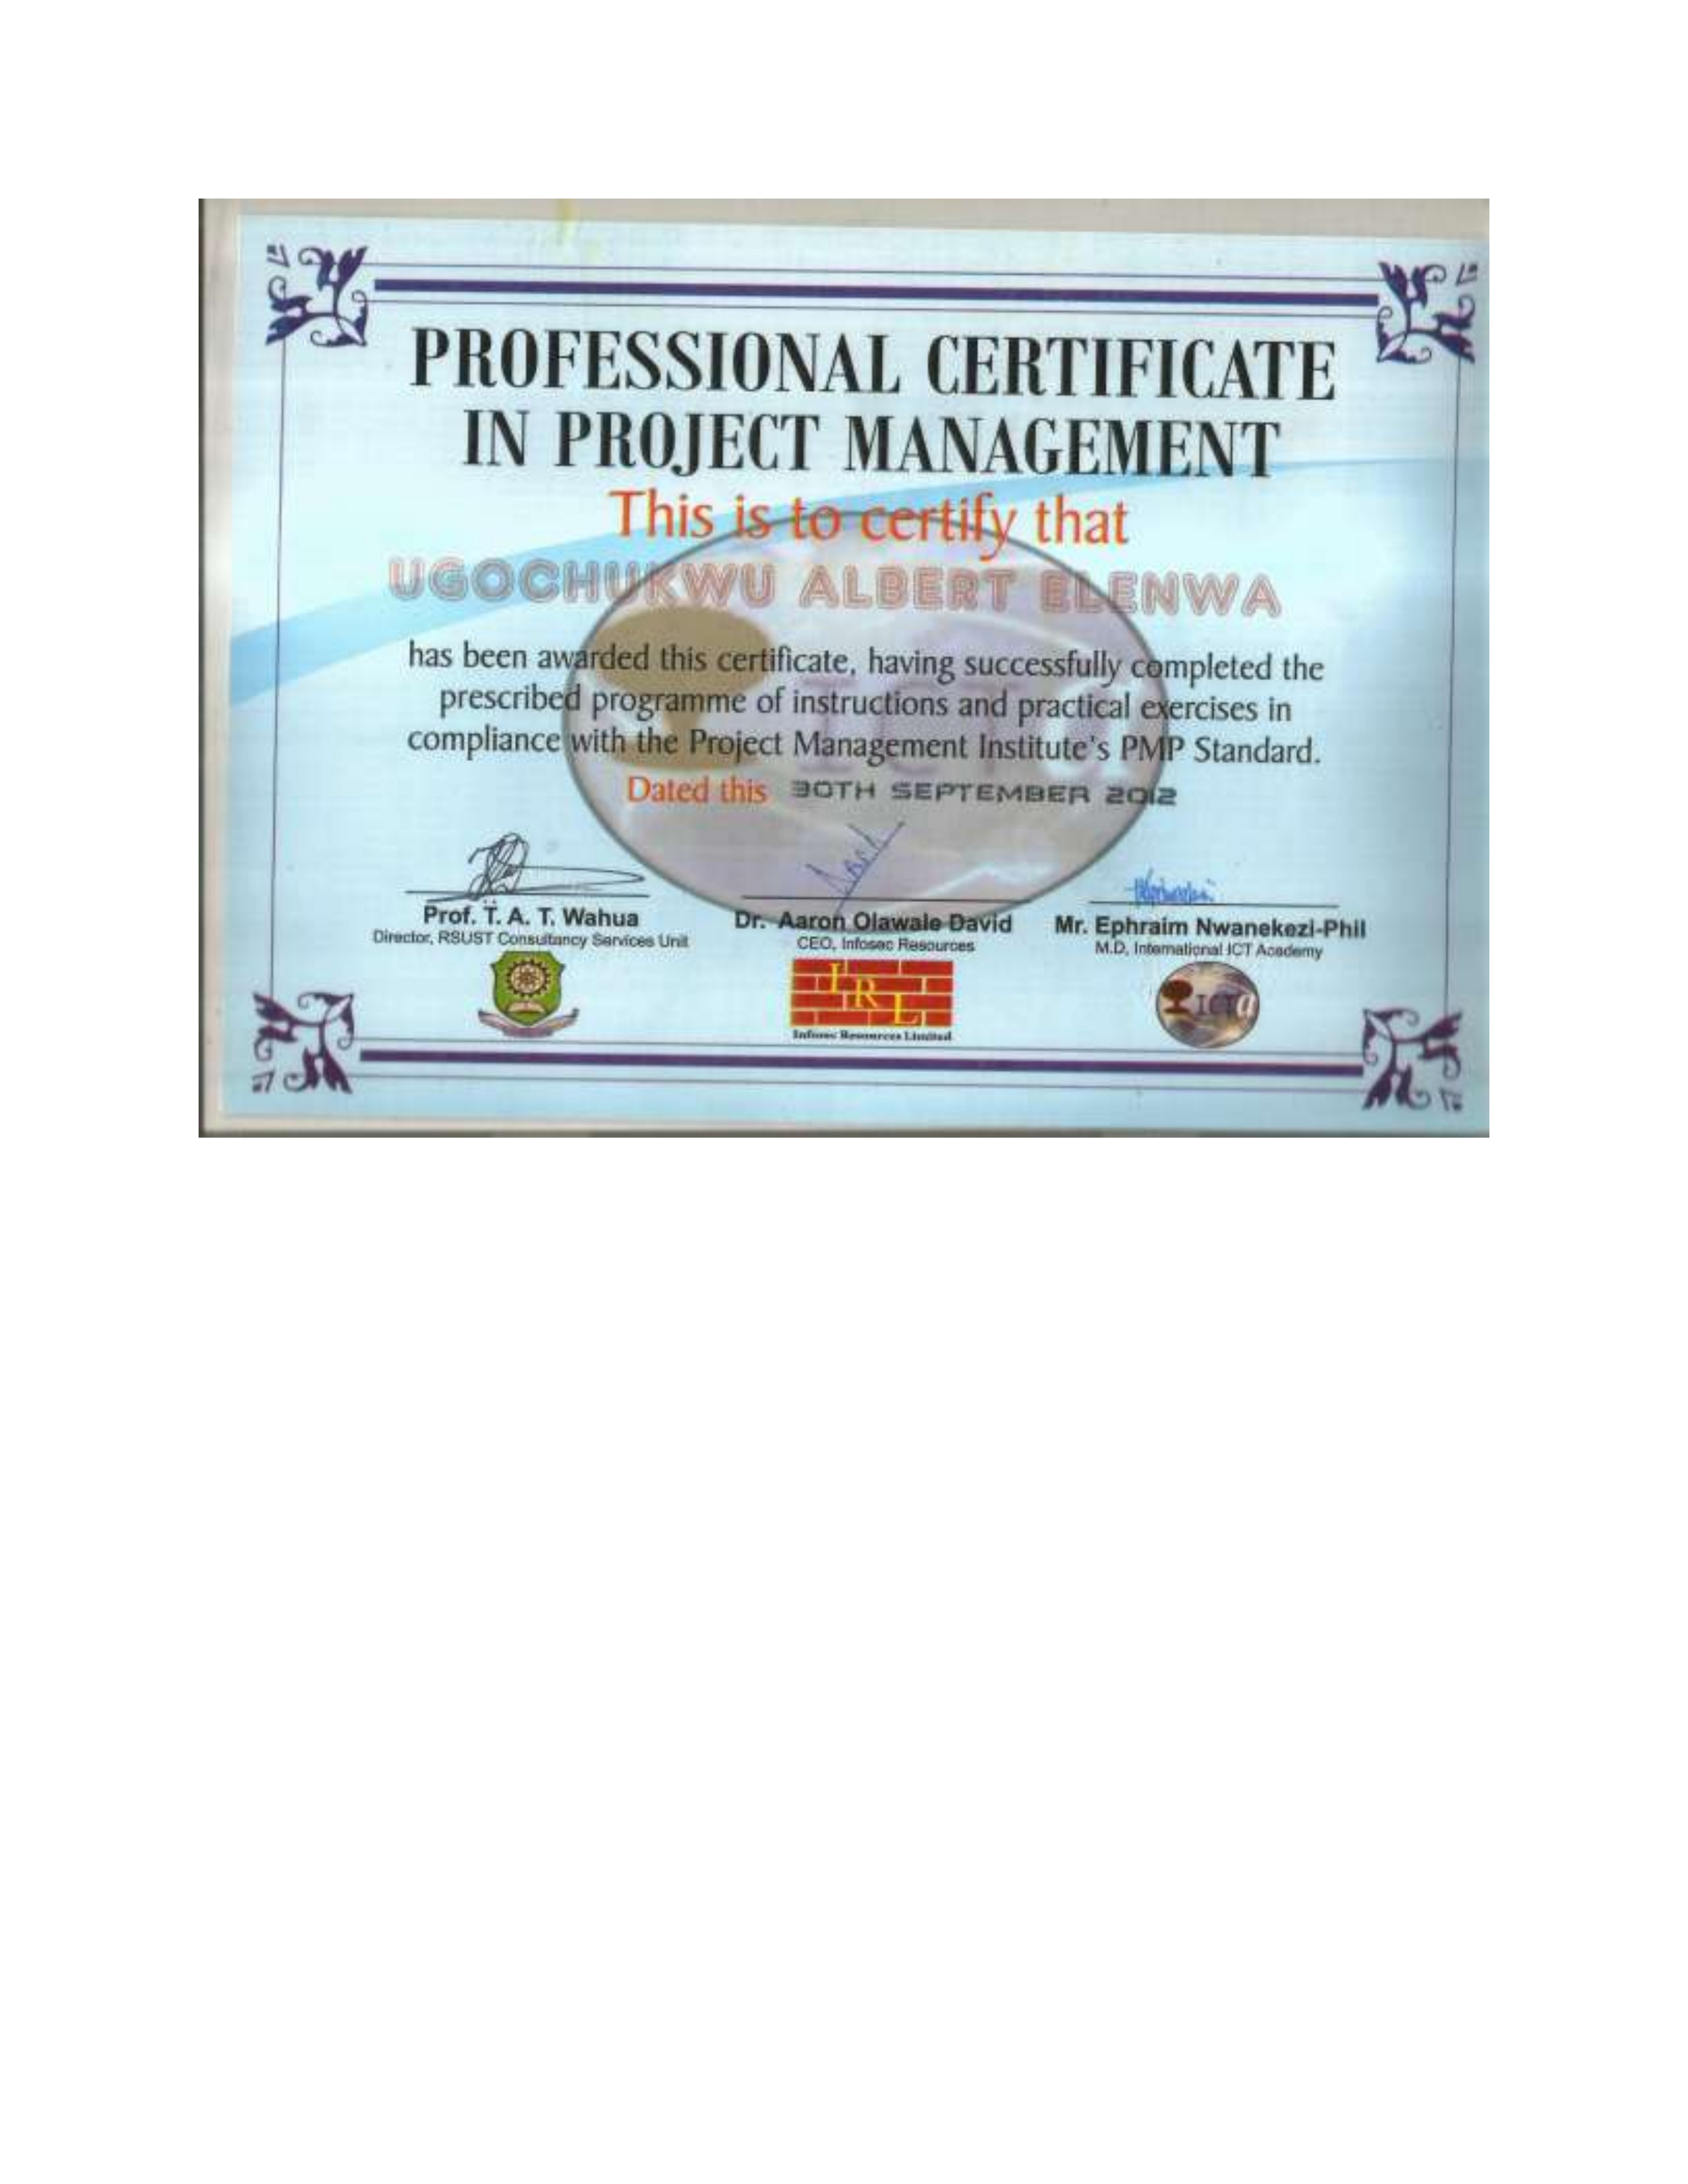 PROFESSIONAL CERTIFICATE
IN PROJECT MANAGEMENT
This is to certify that
UGOCHUKWU ALBERT ELENWA
has been awarded this certificate, having successfully completed the
prescribed programme of instructions and practical exercises in
compliance with the Project Management Institute's PMP Standard.
Dated this 30TH SEPTEMBER 2012
Prof. T. A. T. Wahua
Director, RSUST Consultancy Services Unit
Dr. Aaron Olawale David
CEO, Infosec Resources
Mr. Ephraim Nwanekezi-Phil
M.D, International ICT Academy
IRL
Infosec Resources Limited
ICTa